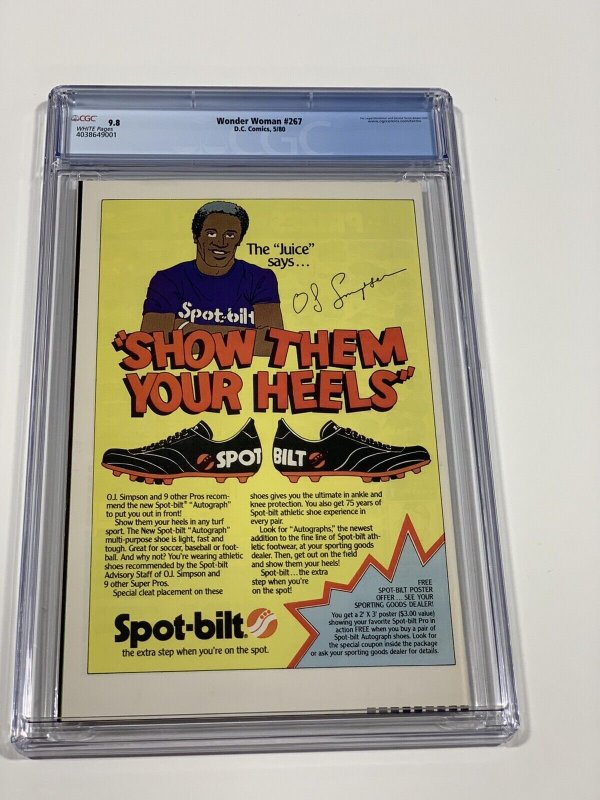 CGC 9.8
WHITE Pages
4038649001
Wonder Woman #267
D.C. Comics, 5/80
CGC
The "Juice"
says...
OJ Simpson
Spot-bilt
"SHOW THEM
YOUR HEELS"
SPOT BILT
O.J. Simpson and 9 other Pros recom-
mend the new Spot-bilt® "Autograph"
to put you out in front!
Show them your heels in any turf
sport. The New Spot-bilt "Autograph"
multi-purpose shoe is light, fast and
tough. Great for soccer, baseball or foot-
ball. And why not? You're wearing athletic
shoes recommended by the Spot-bilt
Advisory Staff of O.J. Simpson and
9 other Super Pros.
Special cleat placement on these
shoes gives you the ultimate in ankle and
knee protection. You also get 75 years of
Spot-bilt athletic shoe experience in
every pair.
Look for "Autographs," the newest
addition to the fine line of Spot-bilt ath-
letic footwear, at your sporting goods
dealer. Then, get out on the field
and show them your heels!
Spot-bilt... the extra
step when you're
on the spot!
Spot-bilt.®
the extra step when you're on the spot.
FREE
SPOT-BILT POSTER
OFFER... SEE YOUR
SPORTING GOODS DEALER!
You get a 2' X 3' poster ($3.00 value)
showing your favorite Spot-bilt Pro in
action FREE when you buy a pair of
Spot-bilt Autograph shoes. Look for
the special coupon inside the package
or ask your sporting goods dealer for details.